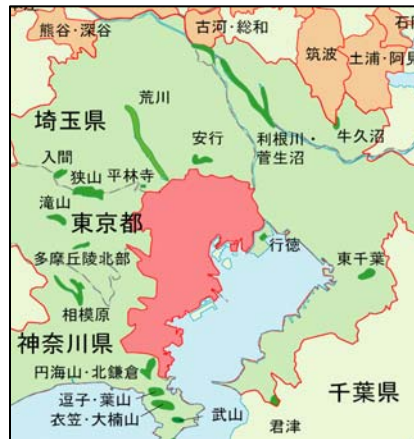 熊谷・深谷
古河・総和
筑波
土浦・阿見
荒川
埼玉県
安行
利根川・
菅生沼
牛久沼
入間
狭山
平林寺
滝山
東京都
行徳
東千葉
多摩丘陵北部
相模原
神奈川県
円海山・北鎌倉
逗子・葉山
衣笠・大楠山
武山
君津
千葉県